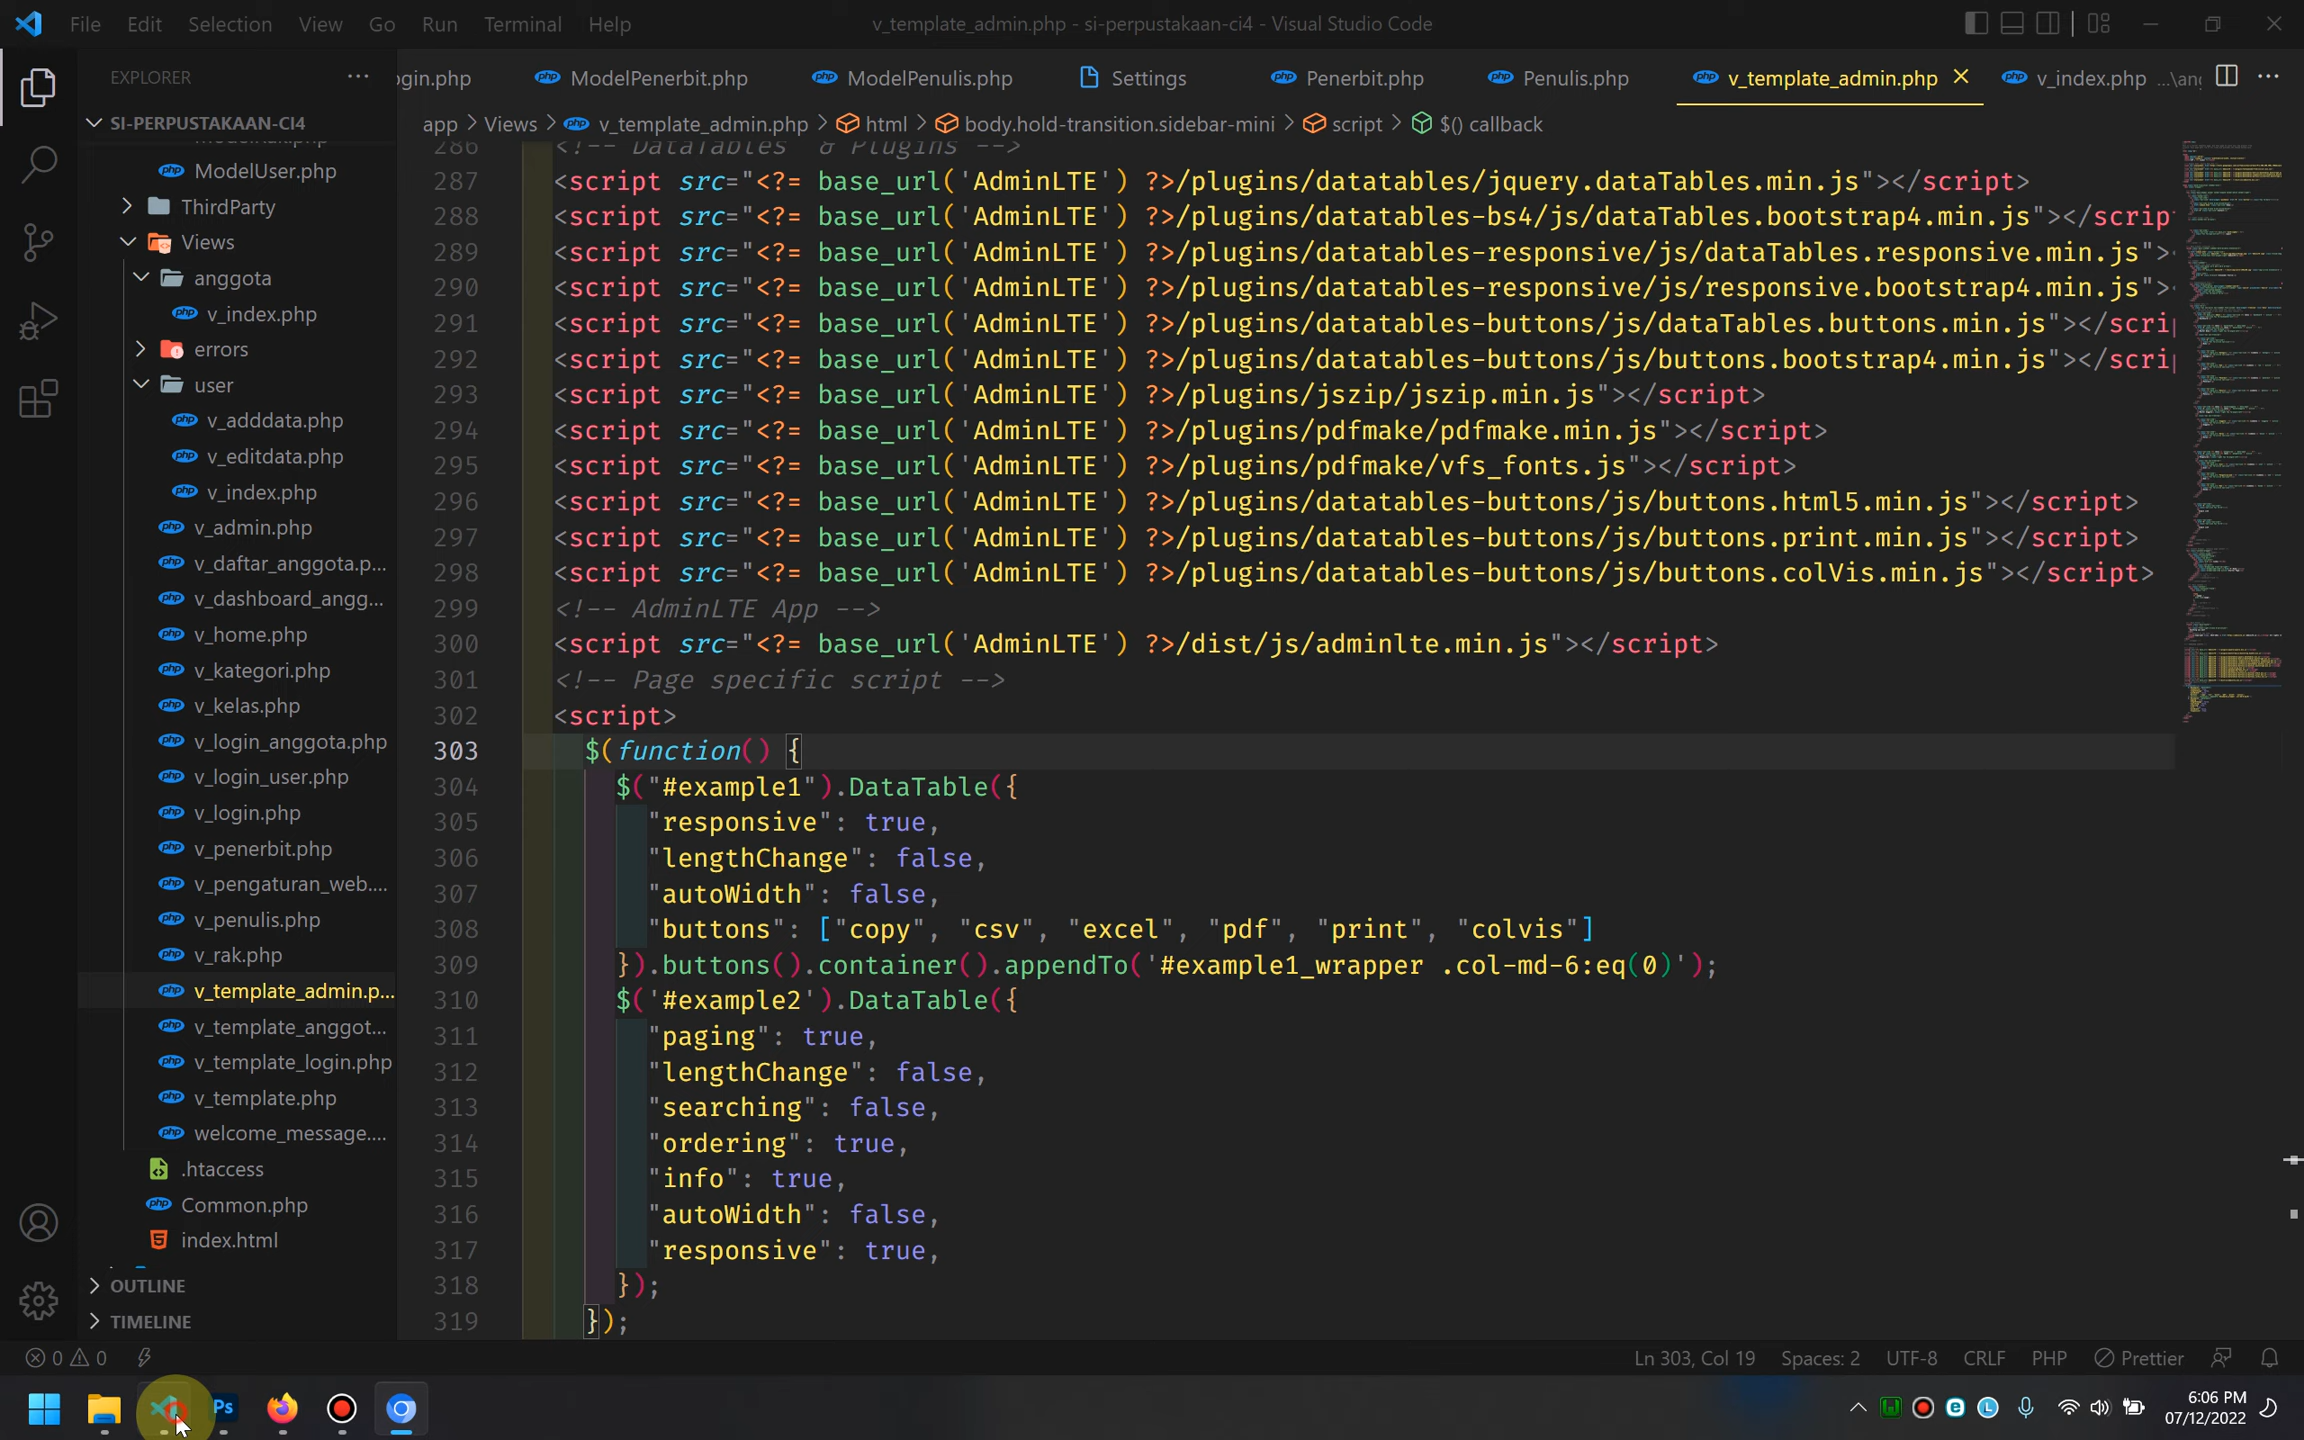 File Edit Selection View Go Run Terminal Help
v_template_admin.php - si-perpustakaan-ci4 - Visual Studio Code
EXPLORER
ogin.php
ModelPenerbit.php
ModelPenulis.php
Settings
Penerbit.php
Penulis.php
v_template_admin.php
v_index.php ...\ang
SI-PERPUSTAKAAN-CI4
app > Views > v_template_admin.php > html > body.hold-transition.sidebar-mini > script > $() callback
ModelUser.php
ThirdParty
Views
anggota
v_index.php
errors
user
v_adddata.php
v_editdata.php
v_index.php
v_admin.php
v_daftar_anggota.p...
v_dashboard_angg...
v_home.php
v_kategori.php
v_kelas.php
v_login_anggota.php
v_login_user.php
v_login.php
v_penerbit.php
v_pengaturan_web....
v_penulis.php
v_rak.php
v_template_admin.p...
v_template_anggot...
v_template_login.php
v_template.php
welcome_message....
.htaccess
Common.php
index.html
OUTLINE
TIMELINE
286 <!-- DataTables  & Plugins -->
287 <script src="<?= base_url('AdminLTE') ?>/plugins/datatables/jquery.dataTables.min.js"></script>
288 <script src="<?= base_url('AdminLTE') ?>/plugins/datatables-bs4/js/dataTables.bootstrap4.min.js"></scrip
289 <script src="<?= base_url('AdminLTE') ?>/plugins/datatables-responsive/js/dataTables.responsive.min.js"><
290 <script src="<?= base_url('AdminLTE') ?>/plugins/datatables-responsive/js/responsive.bootstrap4.min.js"><
291 <script src="<?= base_url('AdminLTE') ?>/plugins/datatables-buttons/js/dataTables.buttons.min.js"></scri
292 <script src="<?= base_url('AdminLTE') ?>/plugins/datatables-buttons/js/buttons.bootstrap4.min.js"></scri
293 <script src="<?= base_url('AdminLTE') ?>/plugins/jszip/jszip.min.js"></script>
294 <script src="<?= base_url('AdminLTE') ?>/plugins/pdfmake/pdfmake.min.js"></script>
295 <script src="<?= base_url('AdminLTE') ?>/plugins/pdfmake/vfs_fonts.js"></script>
296 <script src="<?= base_url('AdminLTE') ?>/plugins/datatables-buttons/js/buttons.html5.min.js"></script>
297 <script src="<?= base_url('AdminLTE') ?>/plugins/datatables-buttons/js/buttons.print.min.js"></script>
298 <script src="<?= base_url('AdminLTE') ?>/plugins/datatables-buttons/js/buttons.colVis.min.js"></script>
299 <!-- AdminLTE App -->
300 <script src="<?= base_url('AdminLTE') ?>/dist/js/adminlte.min.js"></script>
301 <!-- Page specific script -->
302 <script>
303 $(function() {
304 $("#example1").DataTable({
305 "responsive": true,
306 "lengthChange": false,
307 "autoWidth": false,
308 "buttons": ["copy", "csv", "excel", "pdf", "print", "colvis"]
309 }).buttons().container().appendTo('#example1_wrapper .col-md-6:eq(0)');
310 $('#example2').DataTable({
311 "paging": true,
312 "lengthChange": false,
313 "searching": false,
314 "ordering": true,
315 "info": true,
316 "autoWidth": false,
317 "responsive": true,
318 });
319 });
0 0
Ln 303, Col 19
Spaces: 2
UTF-8
CRLF
PHP
Prettier
Ps
6:06 PM
07/12/2022